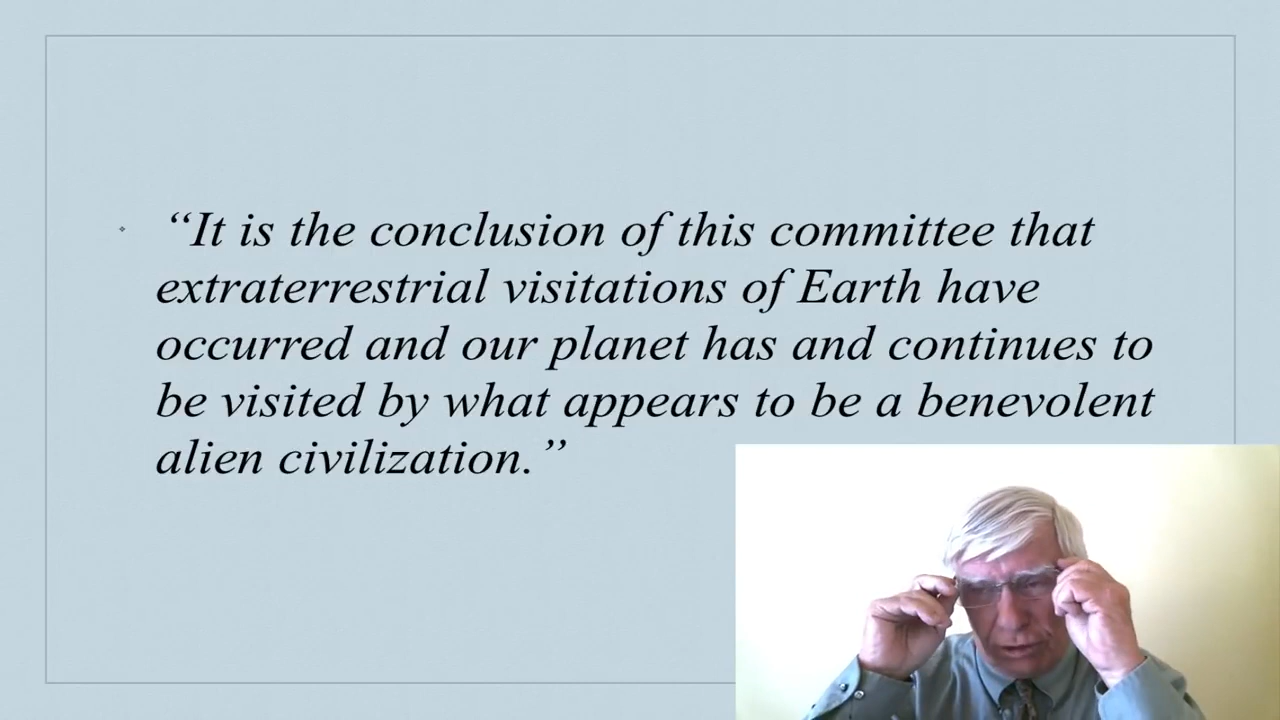 “It is the conclusion of this committee that
extraterrestrial visitations of Earth have
occurred and our planet has and continues to
be visited by what appears to be a benevolent
alien civilization.”